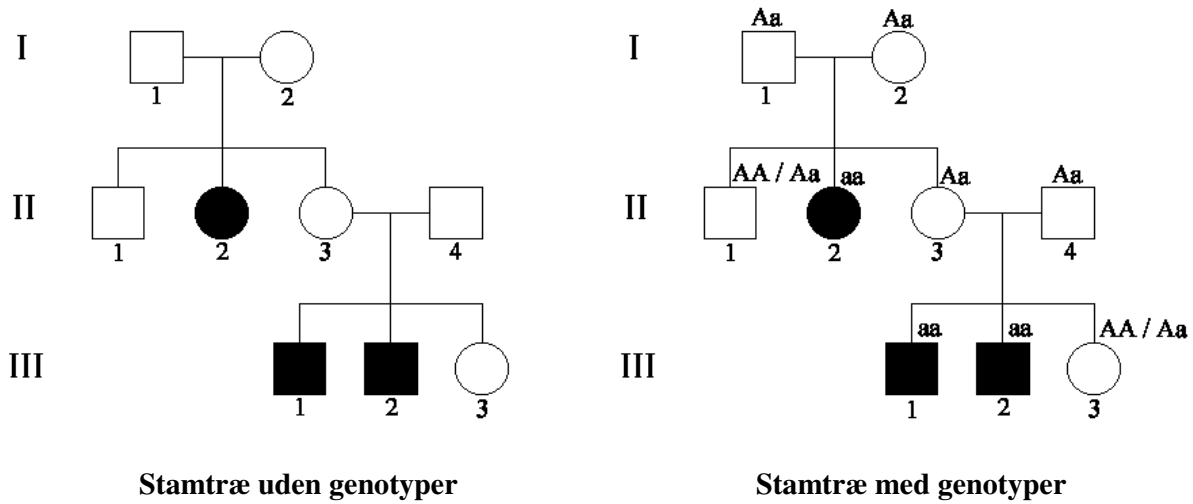 I
1
2
II
1
2
3
4
III
1
2
3
Stamtræ uden genotyper
Aa
Aa
I
1
2
AA / Aa
aa
Aa
Aa
II
1
2
3
4
aa
aa
AA / Aa
III
1
2
3
Stamtræ med genotyper